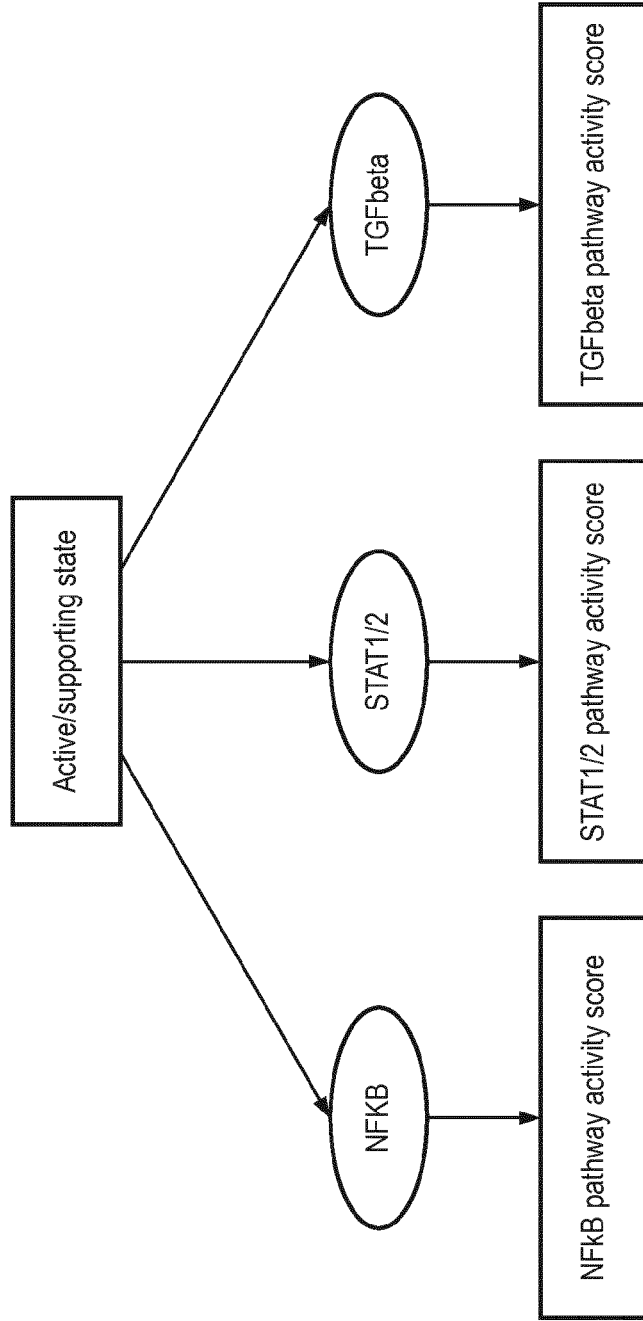 Active/supporting state
NFKB
STAT1/2
TGFbeta
NFkB pathway activity score
STAT1/2 pathway activity score
TGFbeta pathway activity score